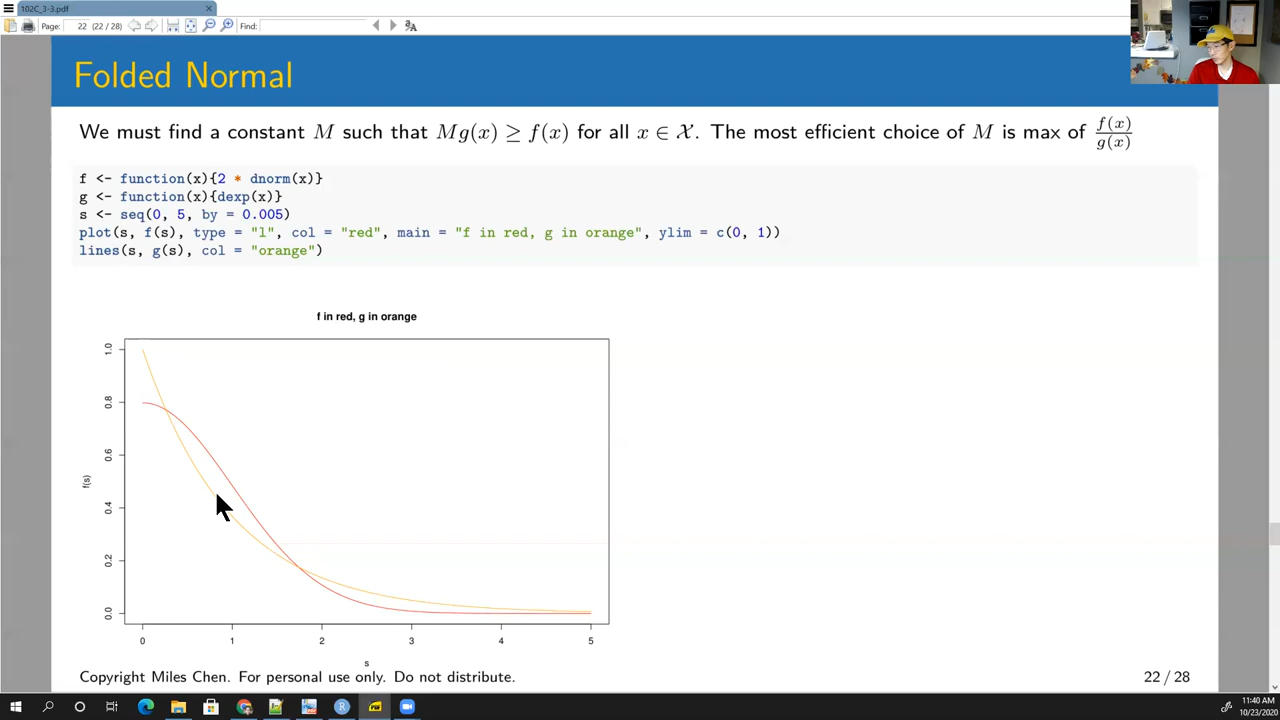 102C_3-3.pdf
Page: 22 (22 / 28) Find:
Folded Normal
We must find a constant M such that Mg(x) ≥ f(x) for all x ∈ 𝒳. The most efficient choice of M is max of f(x)/g(x)
f <- function(x){2 * dnorm(x)}
g <- function(x){dexp(x)}
s <- seq(0, 5, by = 0.005)
plot(s, f(s), type = "l", col = "red", main = "f in red, g in orange", ylim = c(0, 1))
lines(s, g(s), col = "orange")
f in red, g in orange
1.0
0.8
0.6
0.4
0.2
0.0
f(s)
0 1 2 3 4 5
s
Copyright Miles Chen. For personal use only. Do not distribute.
22 / 28
11:40 AM
10/23/2020